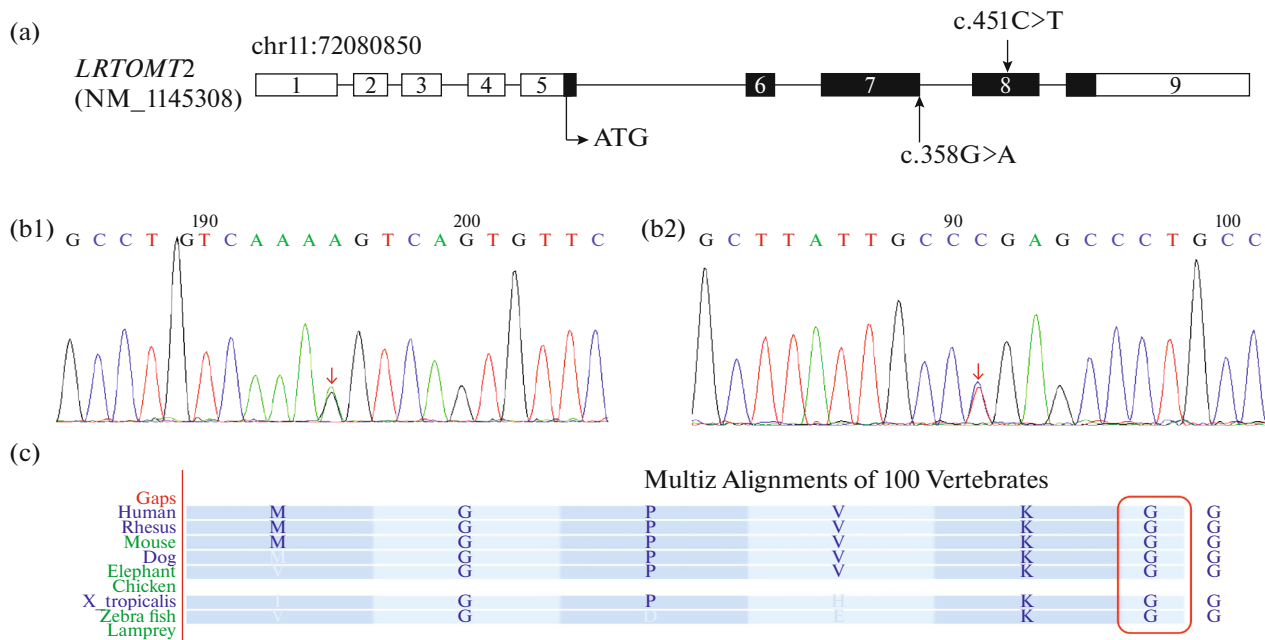 (a)
c.451C>T
chr11:72080850
LRTOMT2
(NM_1145308)
1 2 3 4 5 6 7 8 9
ATG
c.358G>A
(b1)
190 200
G C C T G T C A A A A G T C A G T G T T C
(b2)
90 100
G C T T A T T G C C C G A G C C C T G C C
(c)
Multiz Alignments of 100 Vertebrates
Gaps
Human M G P V K G G
Rhesus M G P V K G G
Mouse M G P V K G G
Dog M G P V K G G
Elephant V G P V K G G
Chicken
X_tropicalis I G P H K G G
Zebra fish V G D E K G G
Lamprey